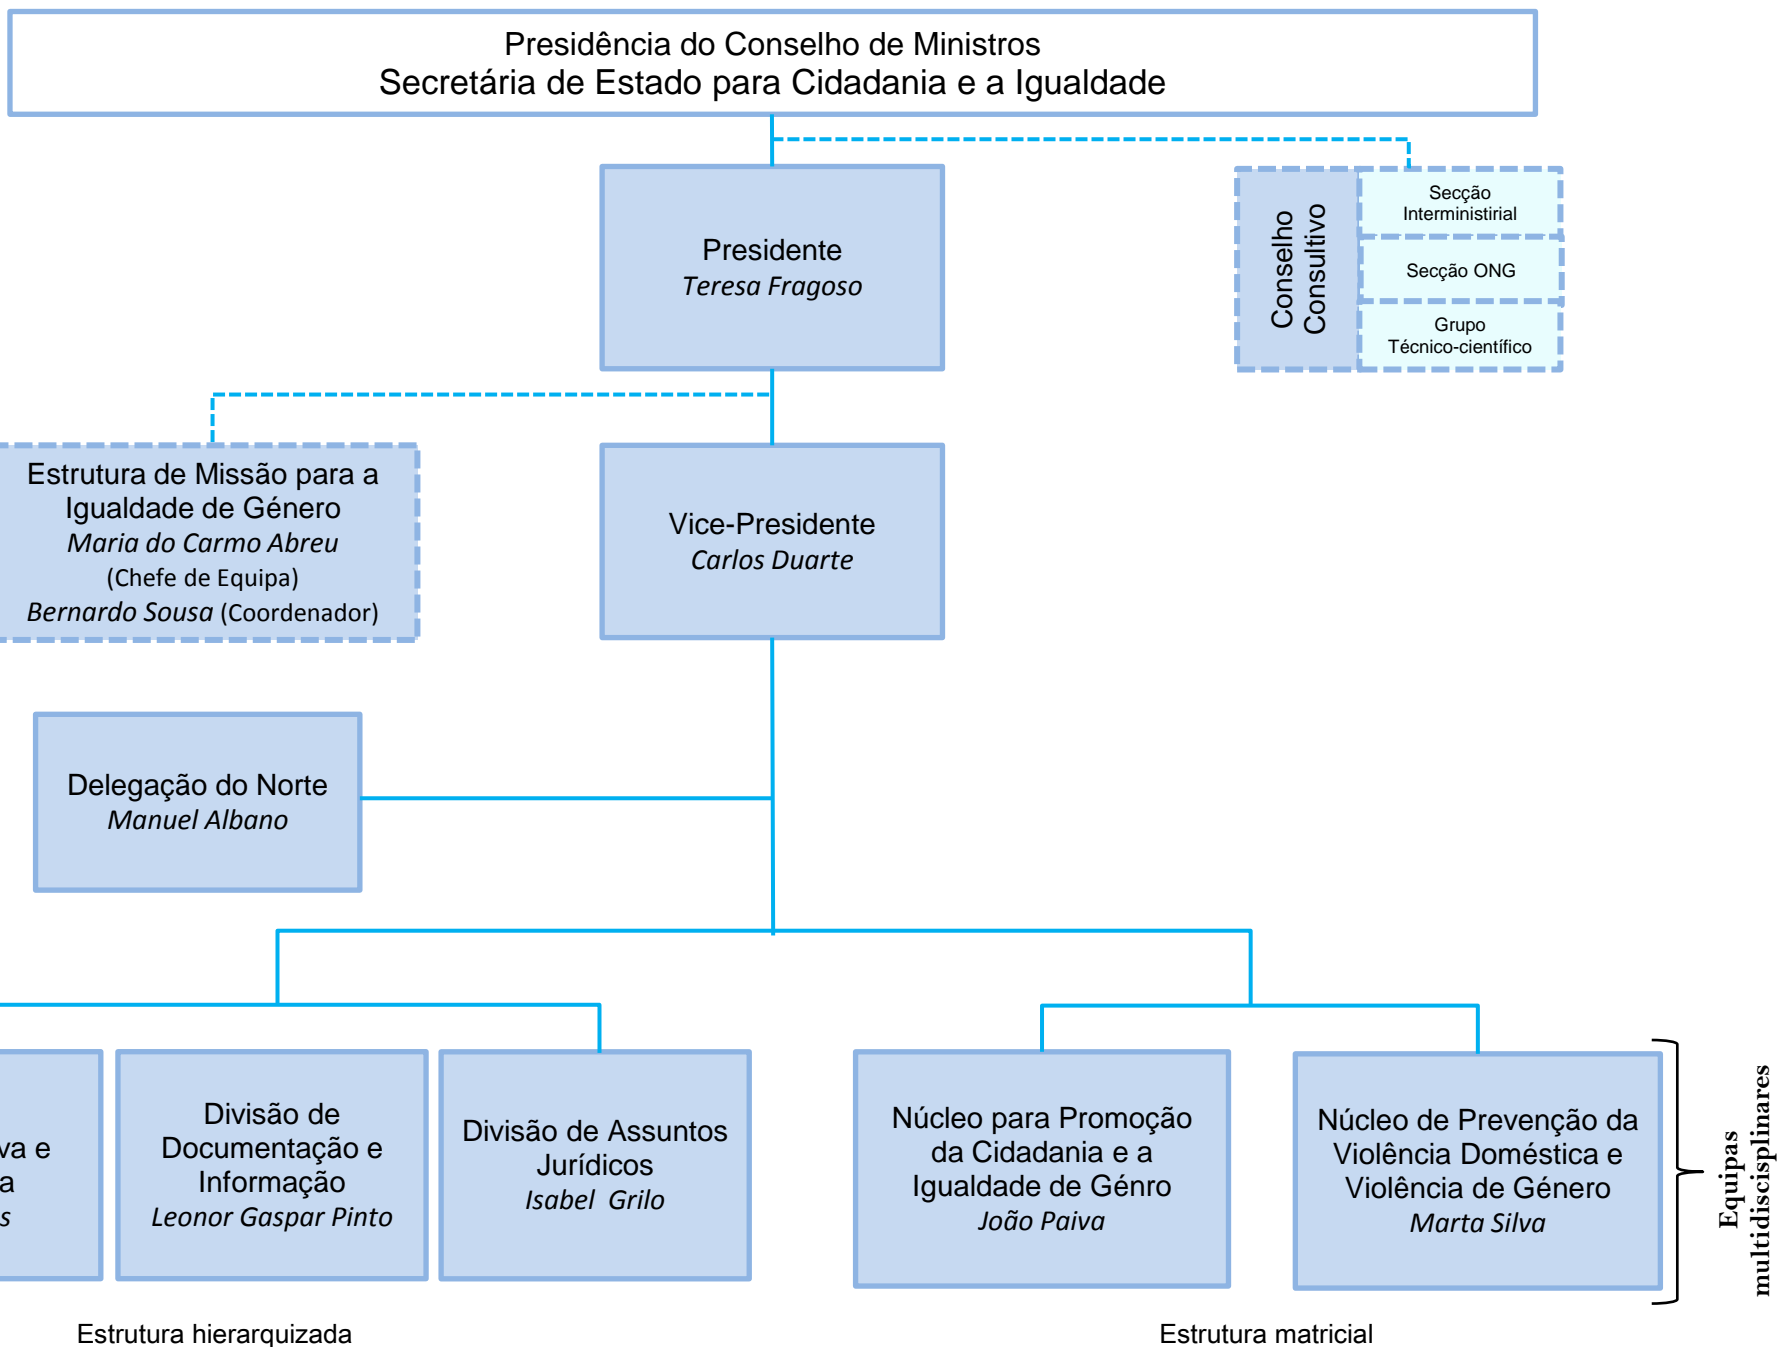 Presidência do Conselho de Ministros
Secretária de Estado para Cidadania e a Igualdade
Presidente
Teresa Fragoso
Conselho
Consultivo
Secção
Interministirial
Secção ONG
Grupo
Técnico-científico
Estrutura de Missão para a
Igualdade de Género
Maria do Carmo Abreu
(Chefe de Equipa)
Bernardo Sousa (Coordenador)
Vice-Presidente
Carlos Duarte
Delegação do Norte
Manuel Albano
va e
a
s
Divisão de
Documentação e
Informação
Leonor Gaspar Pinto
Divisão de Assuntos
Jurídicos
Isabel Grilo
Núcleo para Promoção
da Cidadania e a
Igualdade de Génro
João Paiva
Núcleo de Prevenção da
Violência Doméstica e
Violência de Género
Marta Silva
Equipas
multidiscisplinares
Estrutura hierarquizada
Estrutura matricial